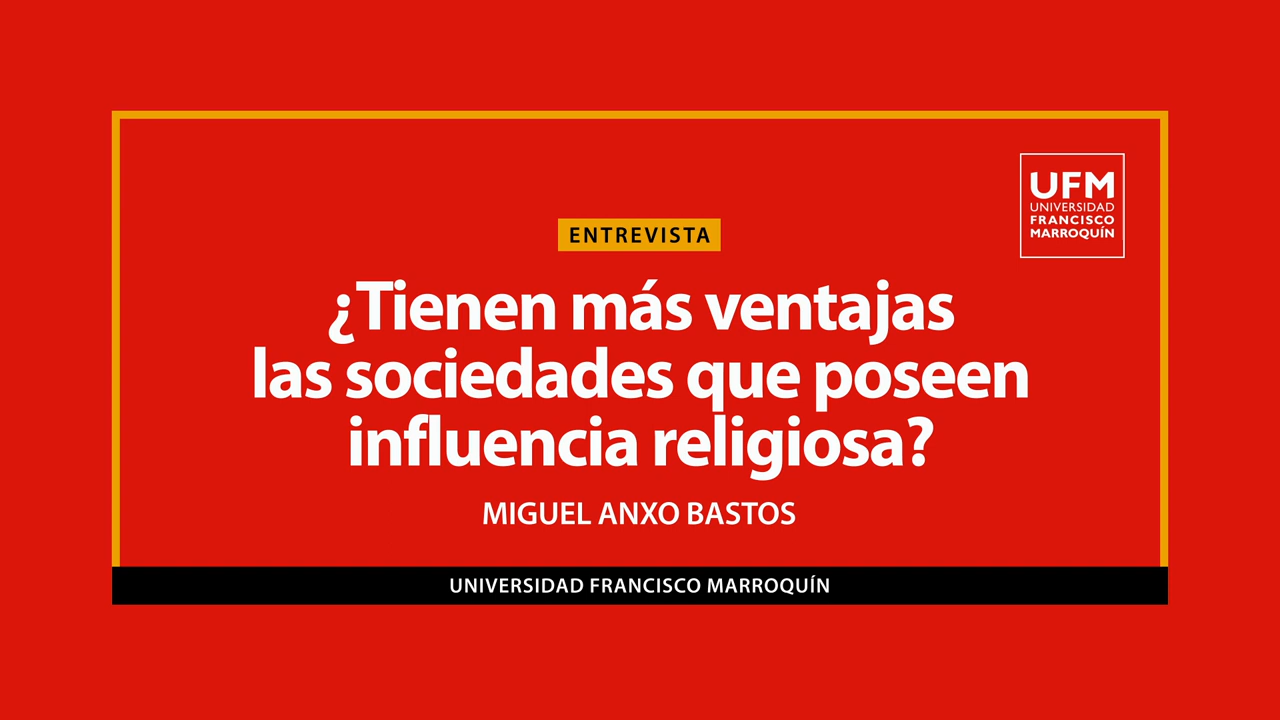 UFM
UNIVERSIDAD
FRANCISCO
MARROQUÍN
ENTREVISTA
¿Tienen más ventajas
las sociedades que poseen
influencia religiosa?
MIGUEL ANXO BASTOS
UNIVERSIDAD FRANCISCO MARROQUÍN